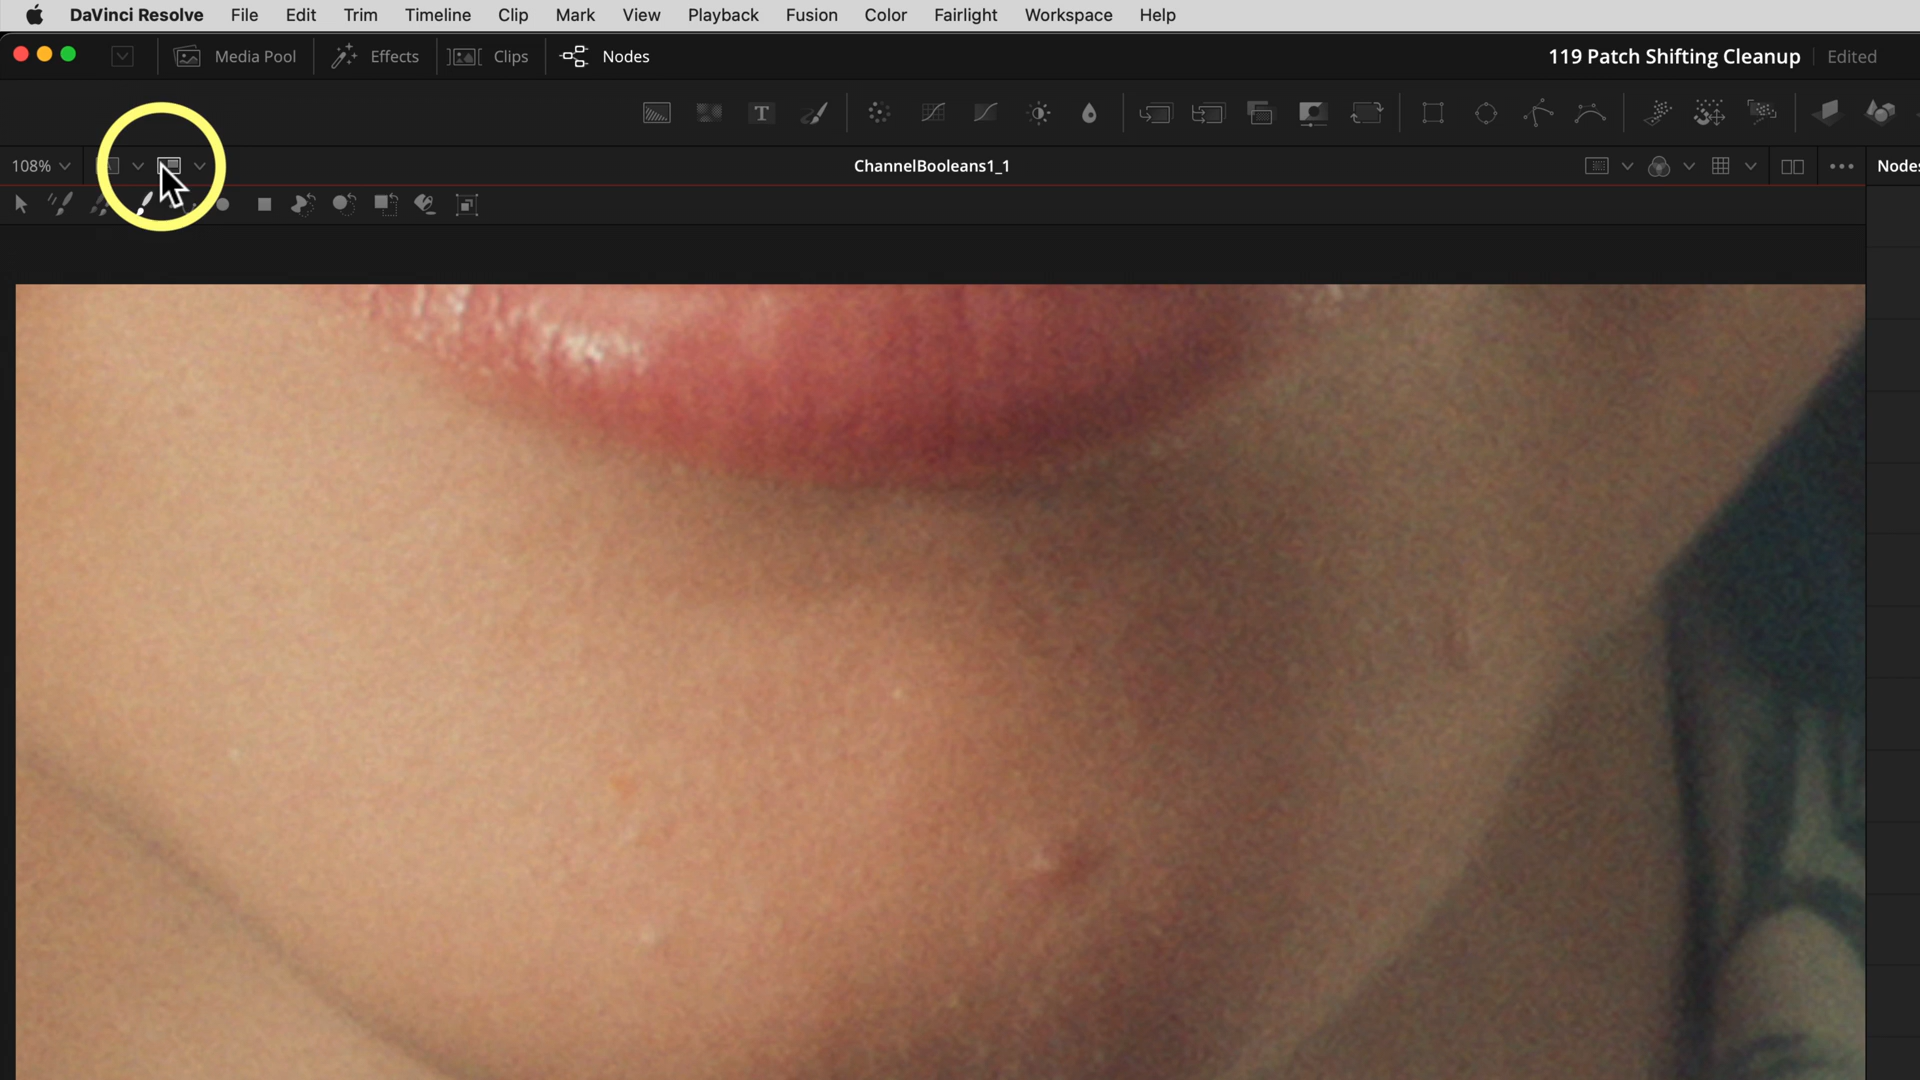 DaVinci Resolve File Edit Trim Timeline Clip Mark View Playback Fusion Color Fairlight Workspace Help
Media Pool Effects Clips Nodes 119 Patch Shifting Cleanup Edited
T
108% ChannelBooleans1_1 Nodes